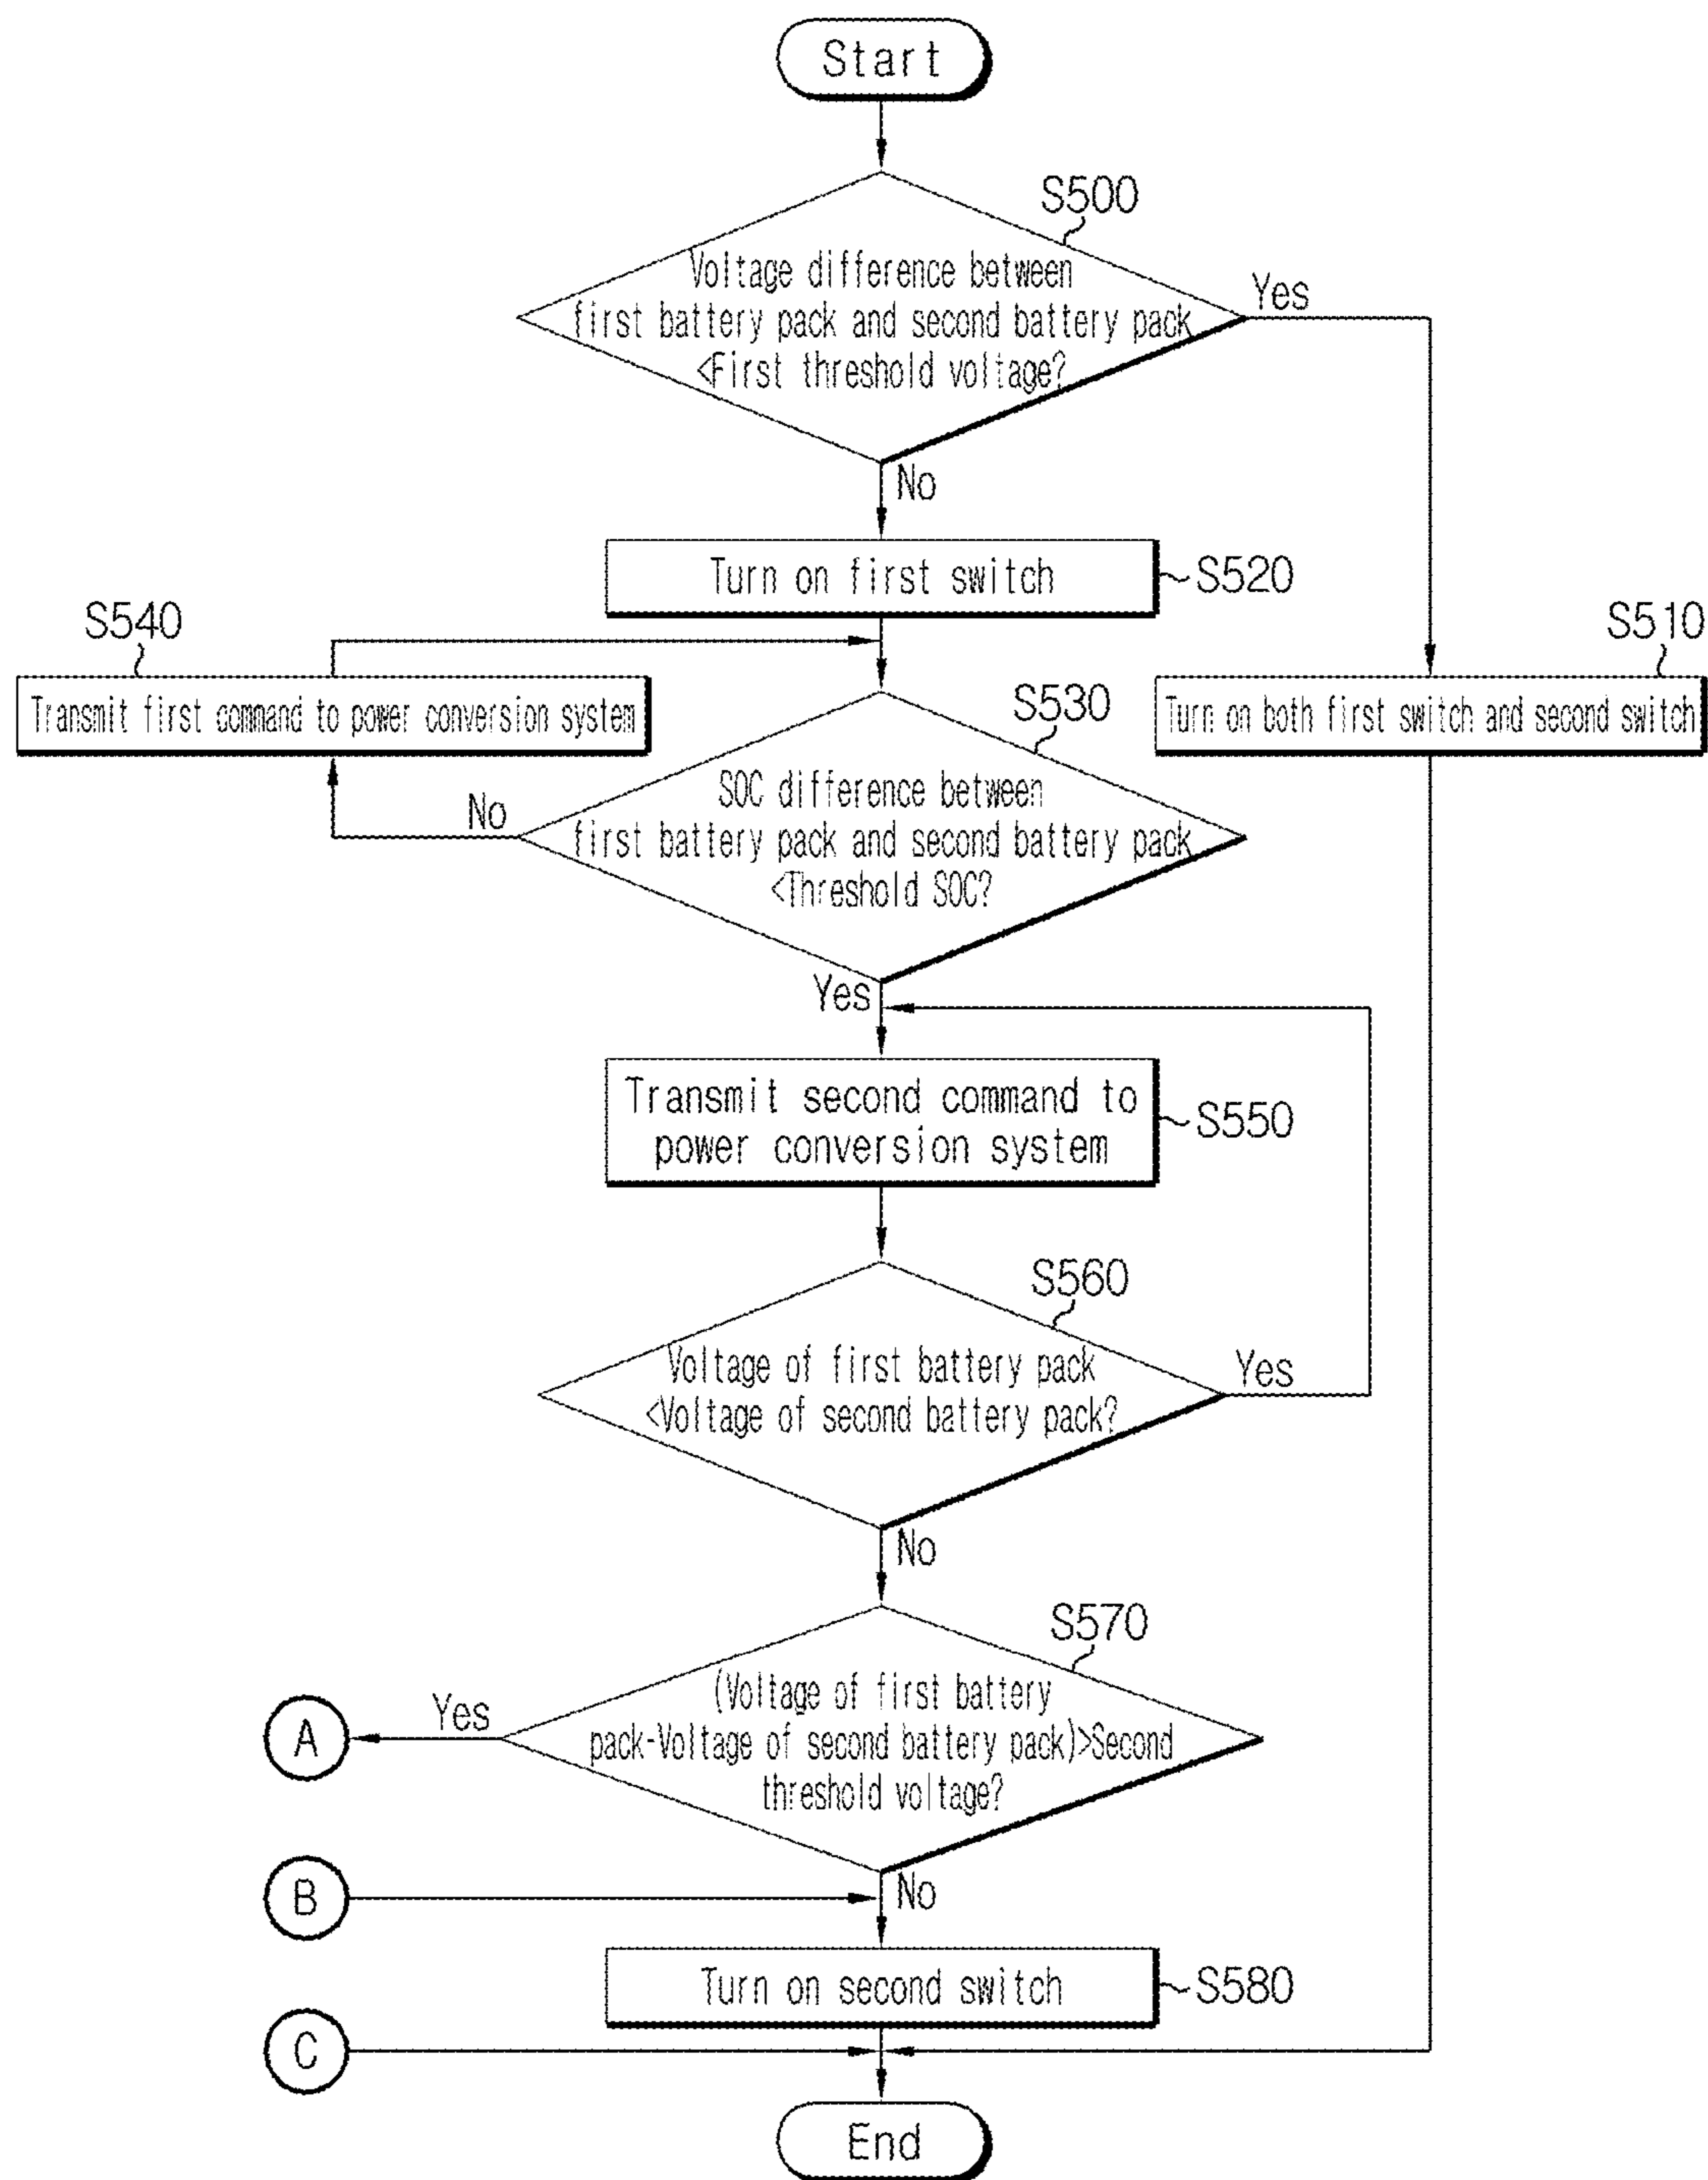 Start
S500
Voltage difference between
first battery pack and second battery pack
<First threshold voltage?
Yes
No
Turn on first switch
S520
S540
Transmit first command to power conversion system
S510
Turn on both first switch and second switch
S530
SOC difference between
first battery pack and second battery pack
<Threshold SOC?
No
Yes
Transmit second command to
power conversion system
S550
S560
Voltage of first battery pack
<Voltage of second battery pack?
Yes
No
S570
(Voltage of first battery
pack-Voltage of second battery pack)>Second
threshold voltage?
Yes
A
No
B
Turn on second switch
S580
C
End